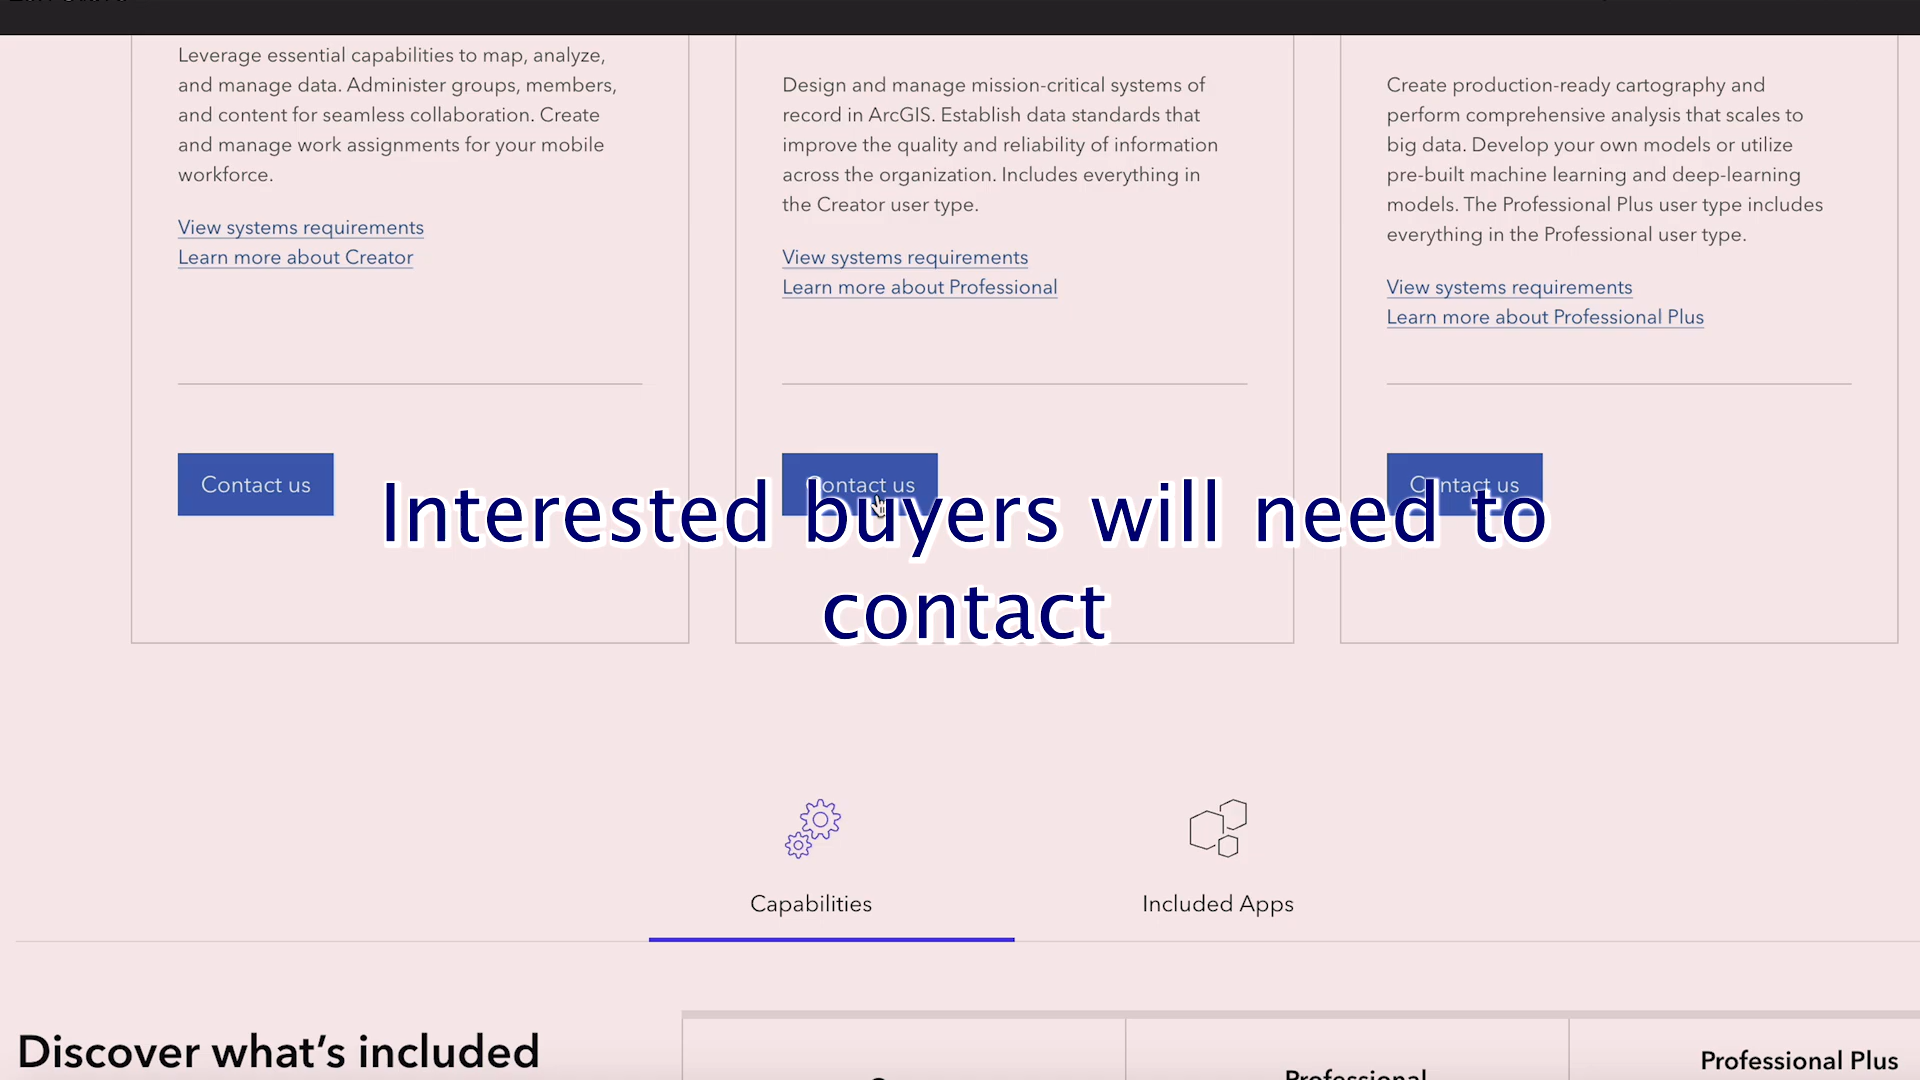 Leverage essential capabilities to map, analyze,
and manage data. Administer groups, members,
and content for seamless collaboration. Create
and manage work assignments for your mobile
workforce.
View systems requirements
Learn more about Creator
Contact us
Design and manage mission-critical systems of
record in ArcGIS. Establish data standards that
improve the quality and reliability of information
across the organization. Includes everything in
the Creator user type.
View systems requirements
Learn more about Professional
Contact us
Create production-ready cartography and
perform comprehensive analysis that scales to
big data. Develop your own models or utilize
pre-built machine learning and deep-learning
models. The Professional Plus user type includes
everything in the Professional user type.
View systems requirements
Learn more about Professional Plus
Contact us
Interested buyers will need to
contact
Capabilities
Included Apps
Discover what's included
Professional
Professional Plus